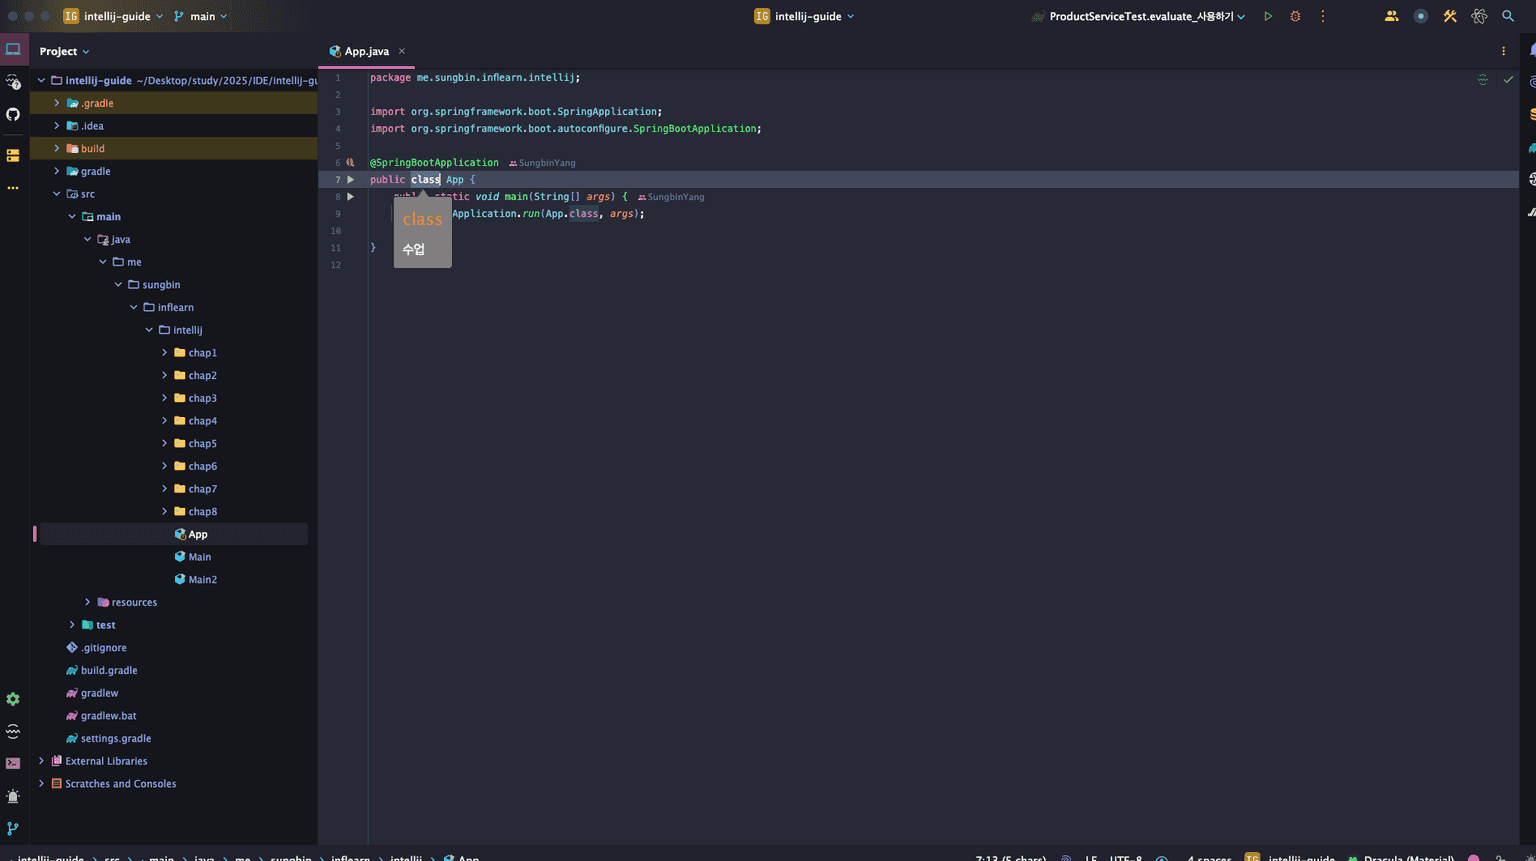 IG intellij-guide main
IG intellij-guide
ProductServiceTest.evaluate_사용하기
Project
App.java
intellij-guide ~/Desktop/study/2025/IDE/intellij-gu
.gradle
.idea
build
gradle
src
main
java
me
sungbin
inflearn
intellij
chap1
chap2
chap3
chap4
chap5
chap6
chap7
chap8
App
Main
Main2
resources
test
.gitignore
build.gradle
gradlew
gradlew.bat
settings.gradle
External Libraries
Scratches and Consoles
1 package me.sungbin.inflearn.intellij;
2
3 import org.springframework.boot.SpringApplication;
4 import org.springframework.boot.autoconfigure.SpringBootApplication;
5
6 @SpringBootApplication SungbinYang
7 public class App {
8 publ static void main(String[] args) { SungbinYang
9 Application.run(App.class, args);
10
11 }
12
class
수업
intellij-guide src main java me sungbin inflearn intellij App
7:13 (5 chars) LF UTF-8 4 spaces IG intellij-guide Dracula (Material)